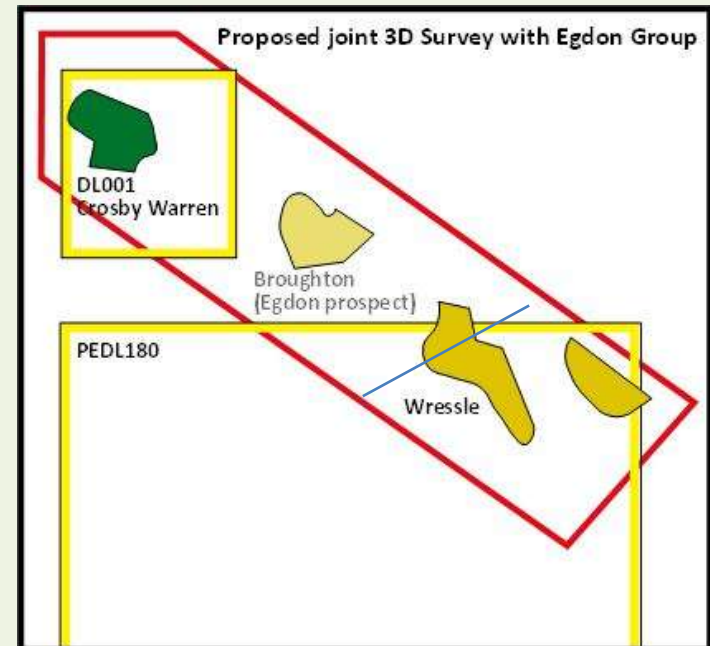 Proposed joint 3D Survey with Egdon Group
DL001
Crosby Warren
Broughton
(Egdon prospect)
PEDL180
Wressle